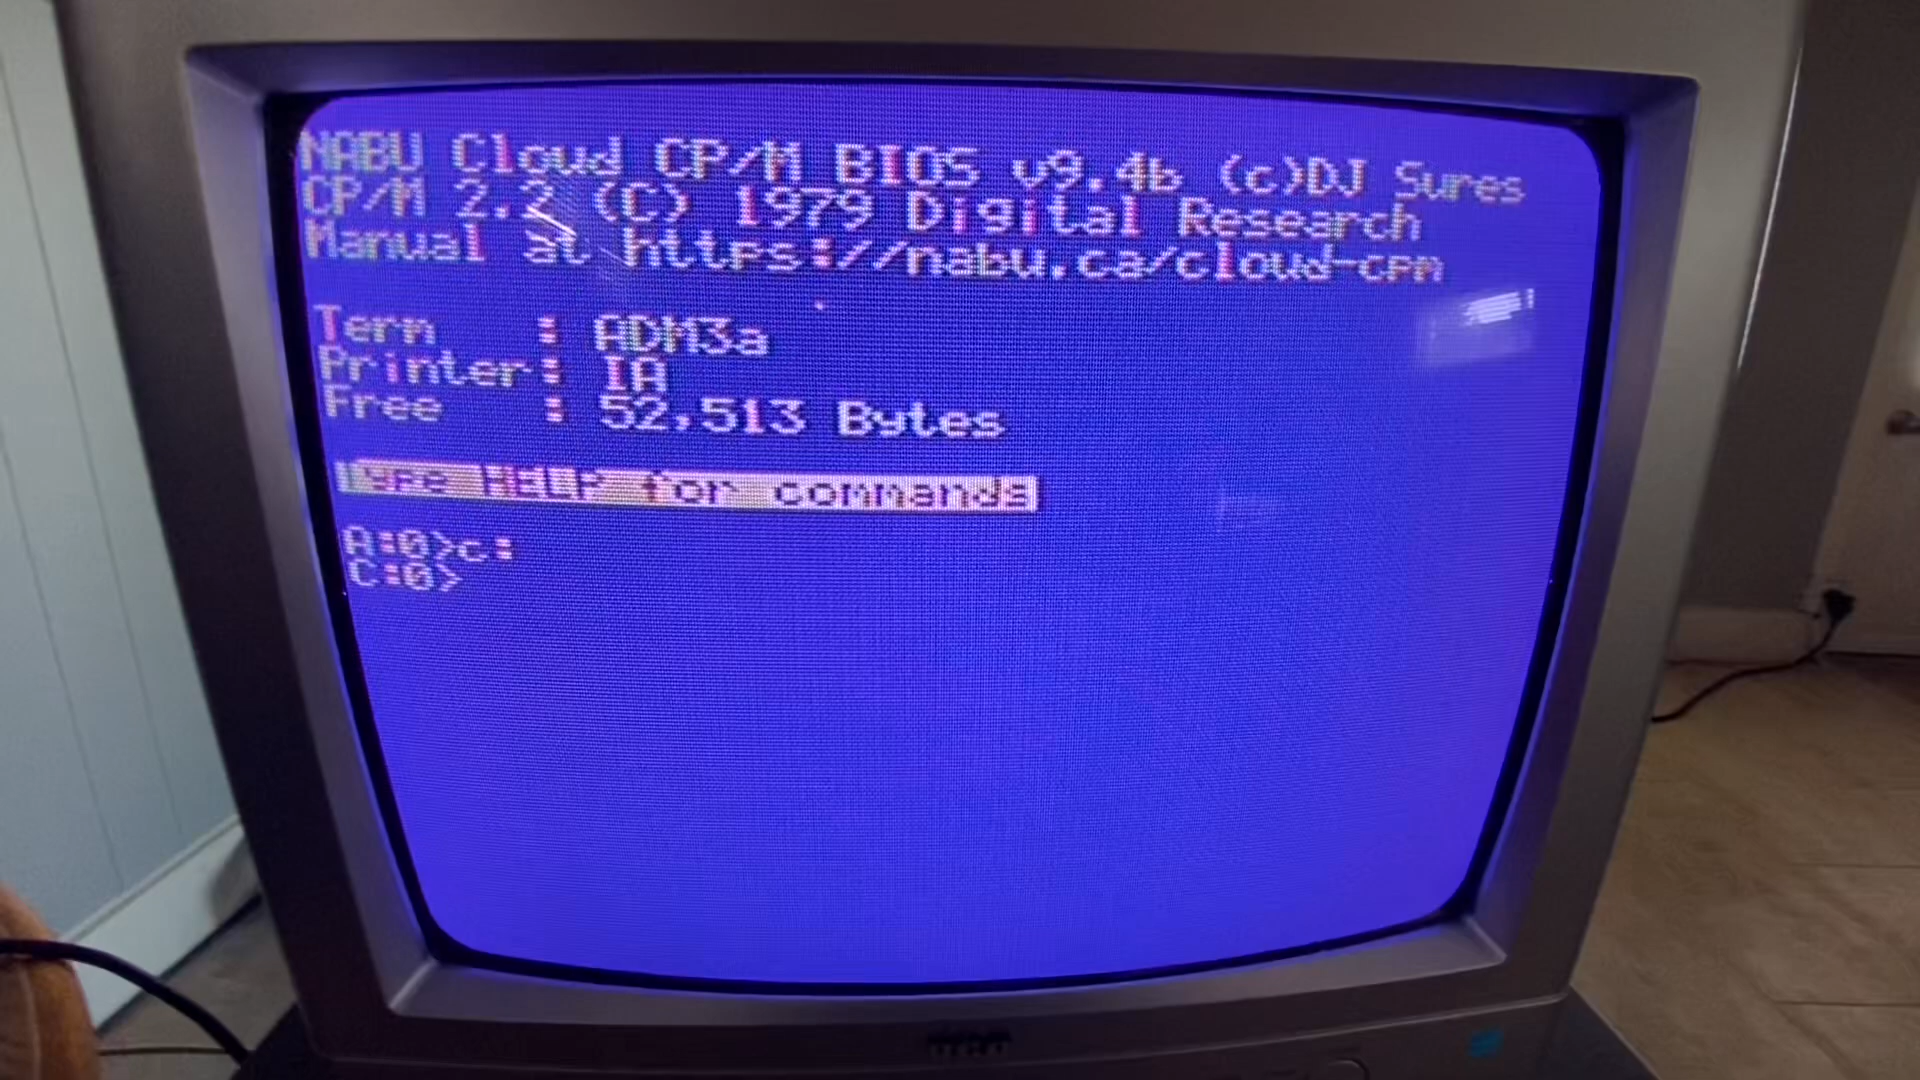 NABU Cloud CP/M BIOS v9.4b (c)DJ Sures
CP/M 2.2 (C) 1979 Digital Research
Manual at https://nabu.ca/cloud-cpm
Term : ADM3a
Printer: IA
Free : 52,513 Bytes
Type HELP for commands
A:0>c:
C:0>